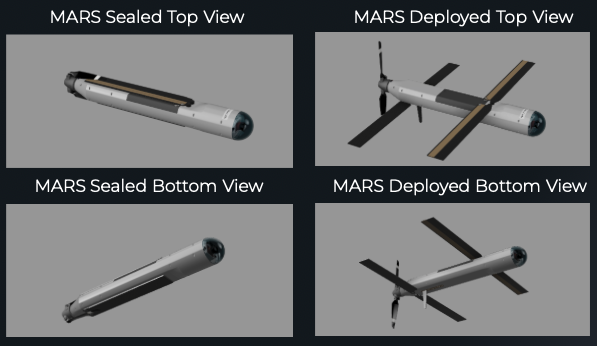 MARS Sealed Top View
MARS Deployed Top View
MARS Sealed Bottom View
MARS Deployed Bottom View